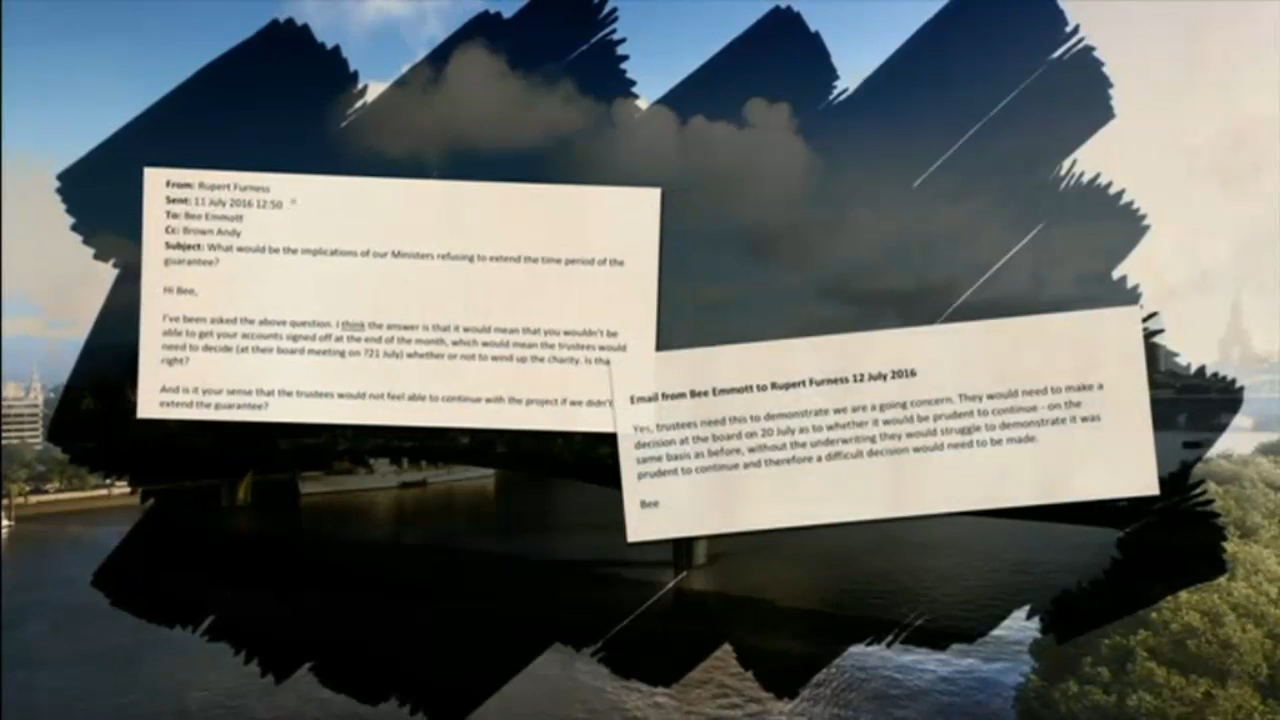 From: Rupert Furness
Sent: 11 July 2016 12:50
To: Bee Emmott
Cc: Brown Andy
Subject: What would be the implications of our Ministers refusing to extend the time period of the
guarantee?
Hi Bee,
I've been asked the above question. I think the answer is that it would mean that you wouldn't be
able to get your accounts signed off at the end of the month, which would mean the trustees would
need to decide (at their board meeting on ?21 July) whether or not to wind up the charity. Is tha
right?
And is it your sense that the trustees would not feel able to continue with the project if we didn't
extend the guarantee?
Email from Bee Emmott to Rupert Furness 12 July 2016
Yes, trustees need this to demonstrate we are a going concern. They would need to make a
decision at the board on 20 July as to whether it would be prudent to continue - on the
same basis as before, without the underwriting they would struggle to demonstrate it was
prudent to continue and therefore a difficult decision would need to be made.
Bee